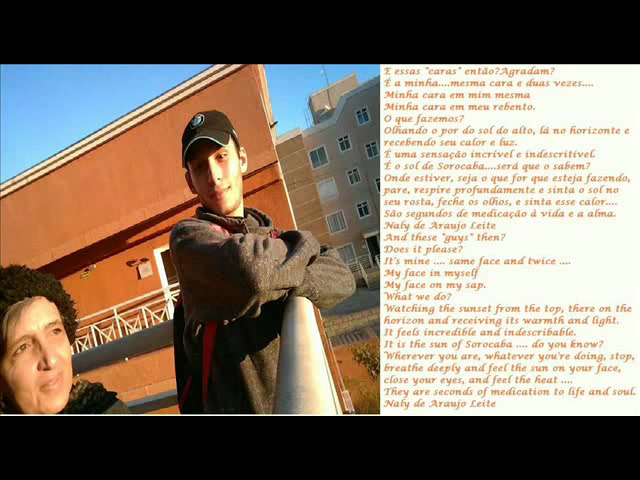 E essas "caras" então?Agradam?
É a minha....mesma cara e duas vezes....
Minha cara em mim mesma
Minha cara em meu rebento.
O que fazemos?
Olhando o por do sol do alto, lá no horizonte e
recebendo seu calor e luz.
É uma sensação incrível e indescritível.
É o sol de Sorocaba....será que o sabem?
Onde estiver, seja o que for que esteja fazendo,
pare, respire profundamente e sinta o sol no
seu rosta, feche os olhos, e sinta esse calor....
São segundos de medicação à vida e a alma.
Naly de Araujo Leite
And these "guys" then?
Does it please?
It's mine .... same face and twice ....
My face in myself
My face on my sap.
What we do?
Watching the sunset from the top, there on the
horizon and receiving its warmth and light.
It feels incredible and indescribable.
It is the sun of Sorocaba .... do you know?
Wherever you are, whatever you're doing, stop,
breathe deeply and feel the sun on your face,
close your eyes, and feel the heat ....
They are seconds of medication to life and soul.
Naly de Araujo Leite